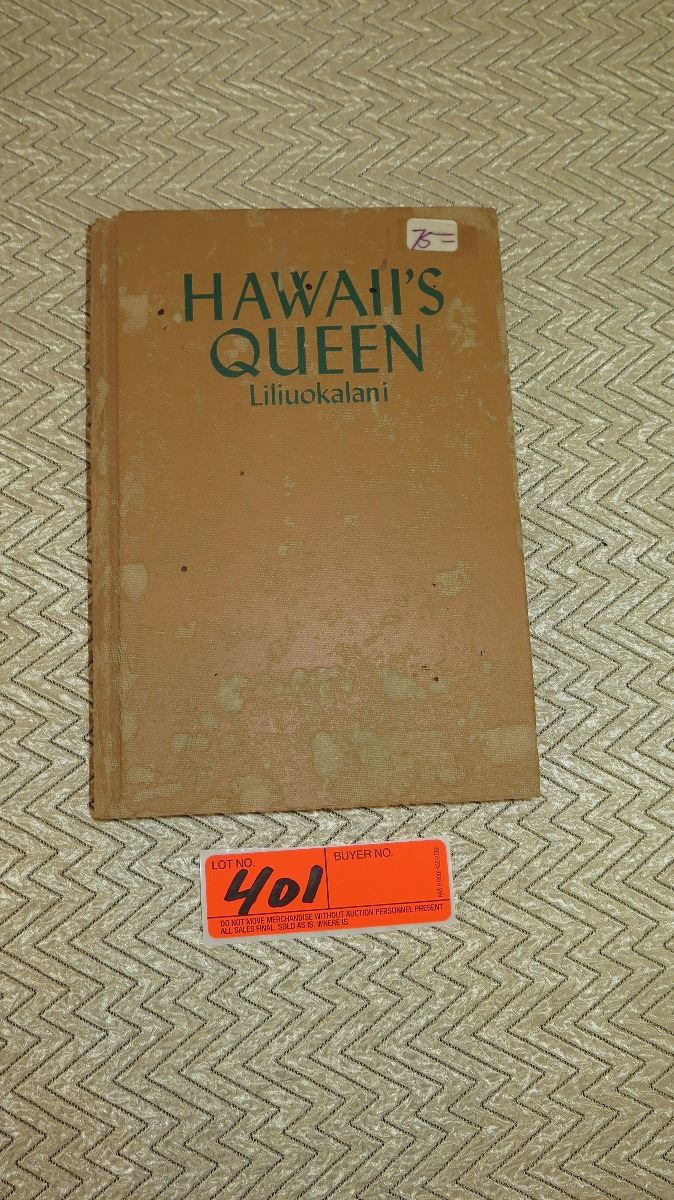 75=
HAWAII'S
QUEEN
Liliuokalani
LOT NO.
401
BUYER NO.
DO NOT MOVE MERCHANDISE WITHOUT AUCTION PERSONNEL PRESENT
ALL SALES FINAL. SOLD AS IS, WHERE IS.